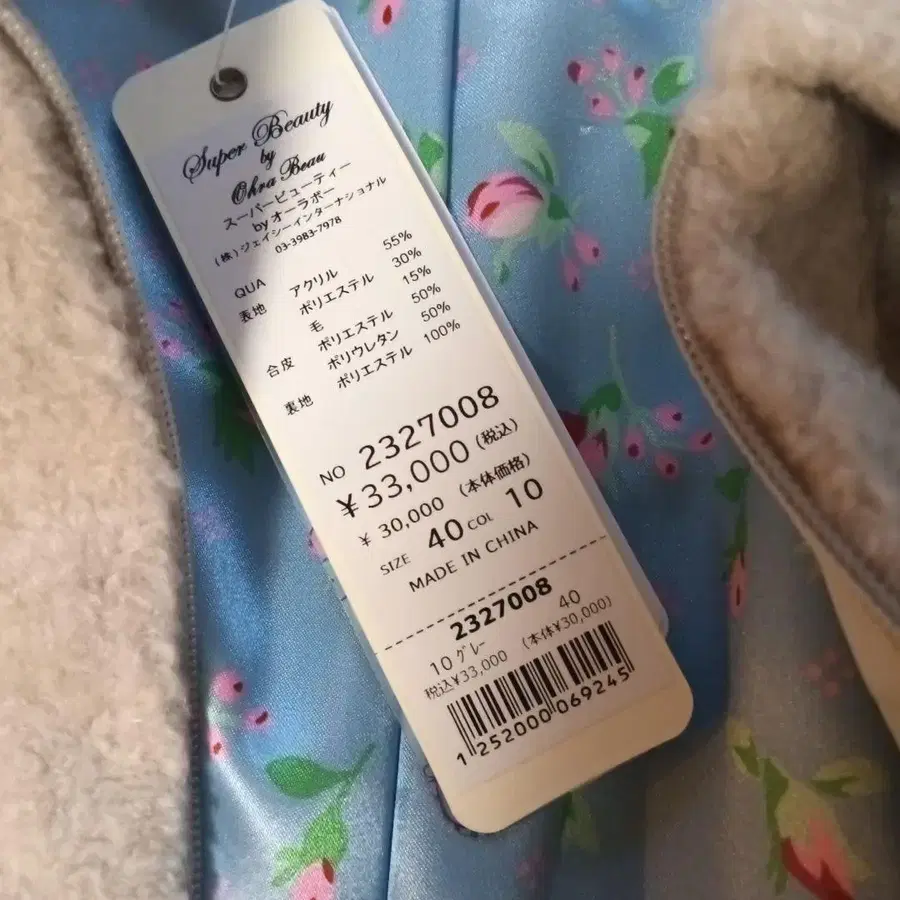 Super Beauty
by
Ohra Beau
スーパービューティー
byオーラボー
(株)ジェイシーインターナショナル
03-3983-7978
QUA
表地 アクリル 55%
ポリエステル 30%
毛 15%
合皮 ポリエステル 50%
ポリウレタン 50%
裏地 ポリエステル 100%
NO 2327008
¥33,000(税込)
¥ 30,000 (本体価格)
SIZE 40 COL 10
MADE IN CHINA
2327008
10 グレー 40
税込¥33,000 (本体¥30,000)
1 252000 069245